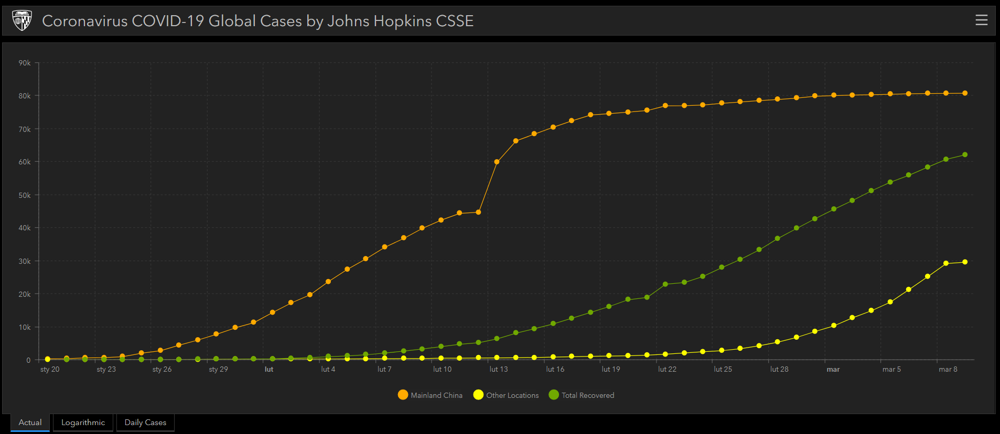 Coronavirus COVID-19 Global Cases by Johns Hopkins CSSE
90k
80k
70k
60k
50k
40k
30k
20k
10k
0
sty 20 sty 23 sty 26 sty 29 lut lut 4 lut 7 lut 10 lut 13 lut 16 lut 19 lut 22 lut 25 lut 28 mar mar 5 mar 8
Mainland China Other Locations Total Recovered
Actual Logarithmic Daily Cases